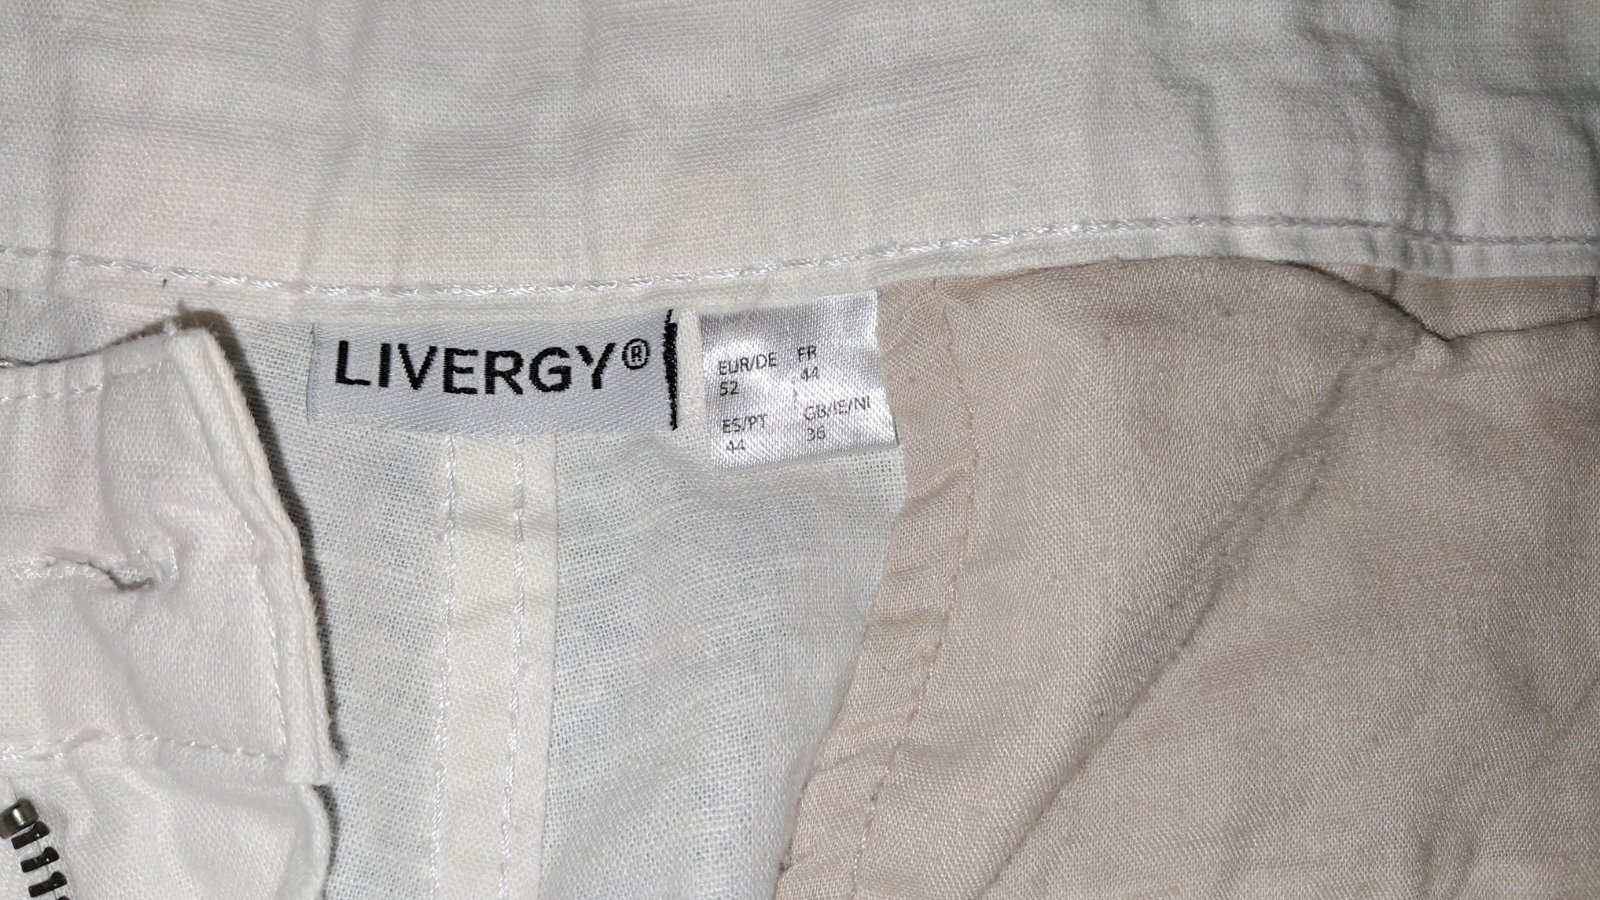 LIVERGY®
EUR/DE FR
52 44
ES/PT GB/IE/NI
44 36